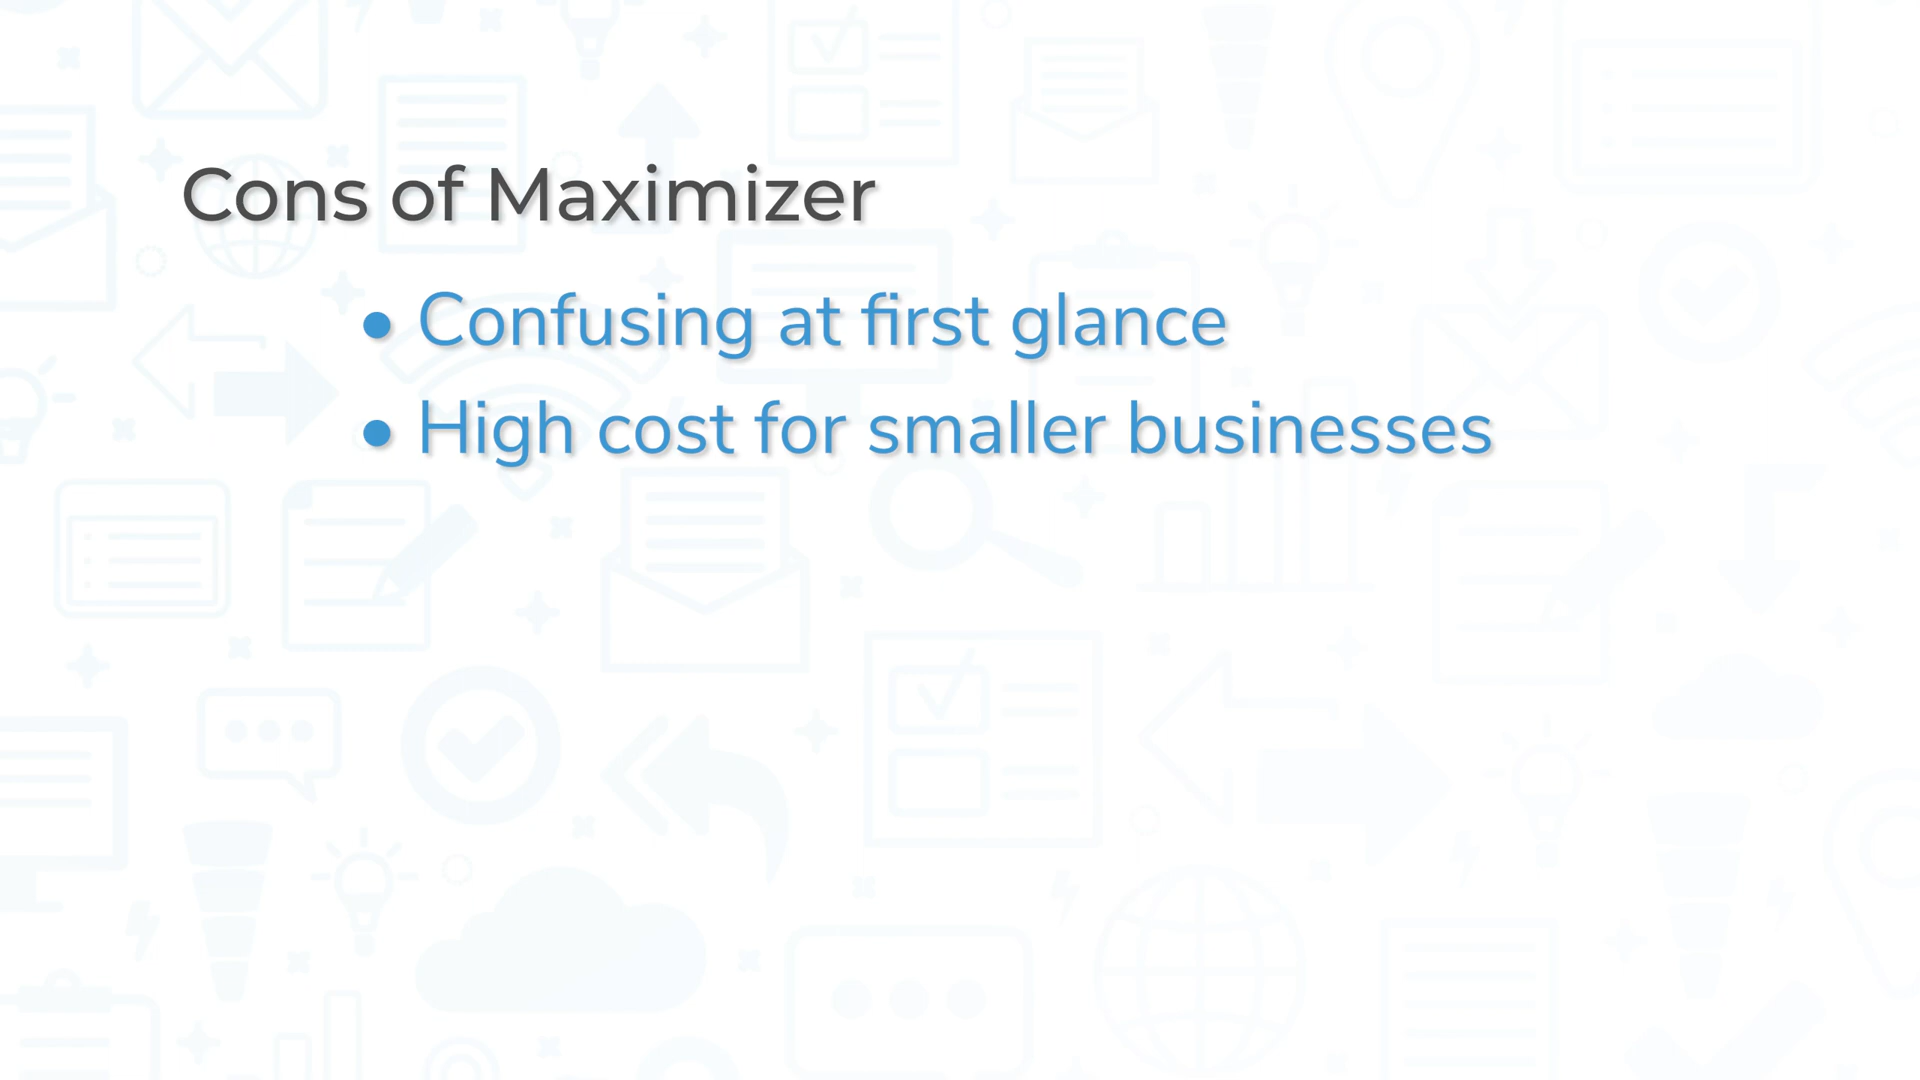 Cons of Maximizer
• Confusing at first glance
• High cost for smaller businesses